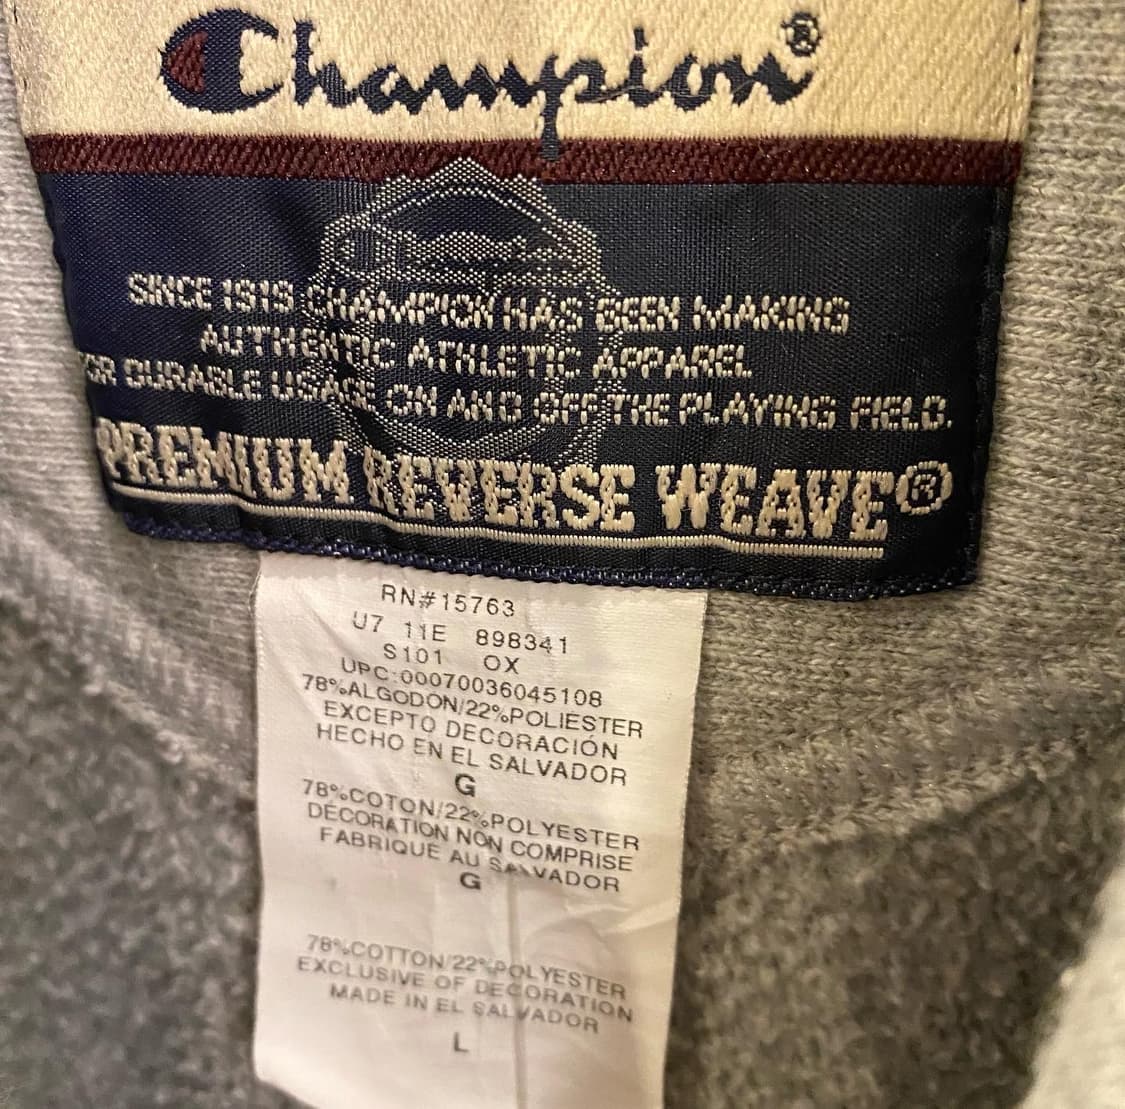 Champion®
SINCE 1919 CHAMPION HAS BEEN MAKING
AUTHENTIC ATHLETIC APPAREL
FOR DURABLE USAGE ON AND OFF THE PLAYING FIELD.
PREMIUM REVERSE WEAVE®
RN#15763
U7 11E 898341
S101 OX
UPC:00070036045108
78%ALGODÓN/22%POLIÉSTER
EXCEPTO DECORACIÓN
HECHO EN EL SALVADOR
G
78%COTON/22%POLYESTER
DÉCORATION NON COMPRISE
FABRIQUE AU SALVADOR
G
78%COTTON/22%POLYESTER
EXCLUSIVE OF DECORATION
MADE IN EL SALVADOR
L